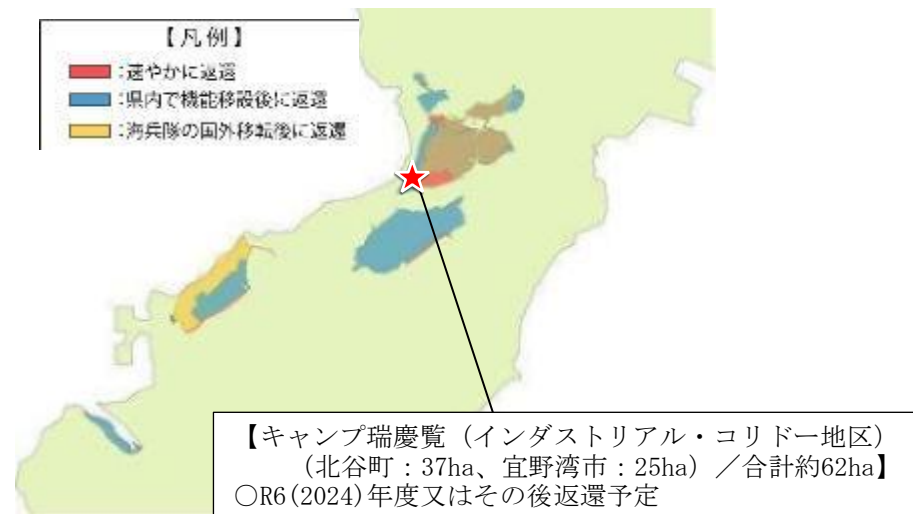 【凡例】
：速やかに返還
：県内で機能移設後に返還
：海兵隊の国外移転後に返還
【キャンプ瑞慶覧（インダストリアル・コリドー地区）
（北谷町：37ha、宜野湾市：25ha）／合計約62ha】
○R6(2024)年度又はその後返還予定